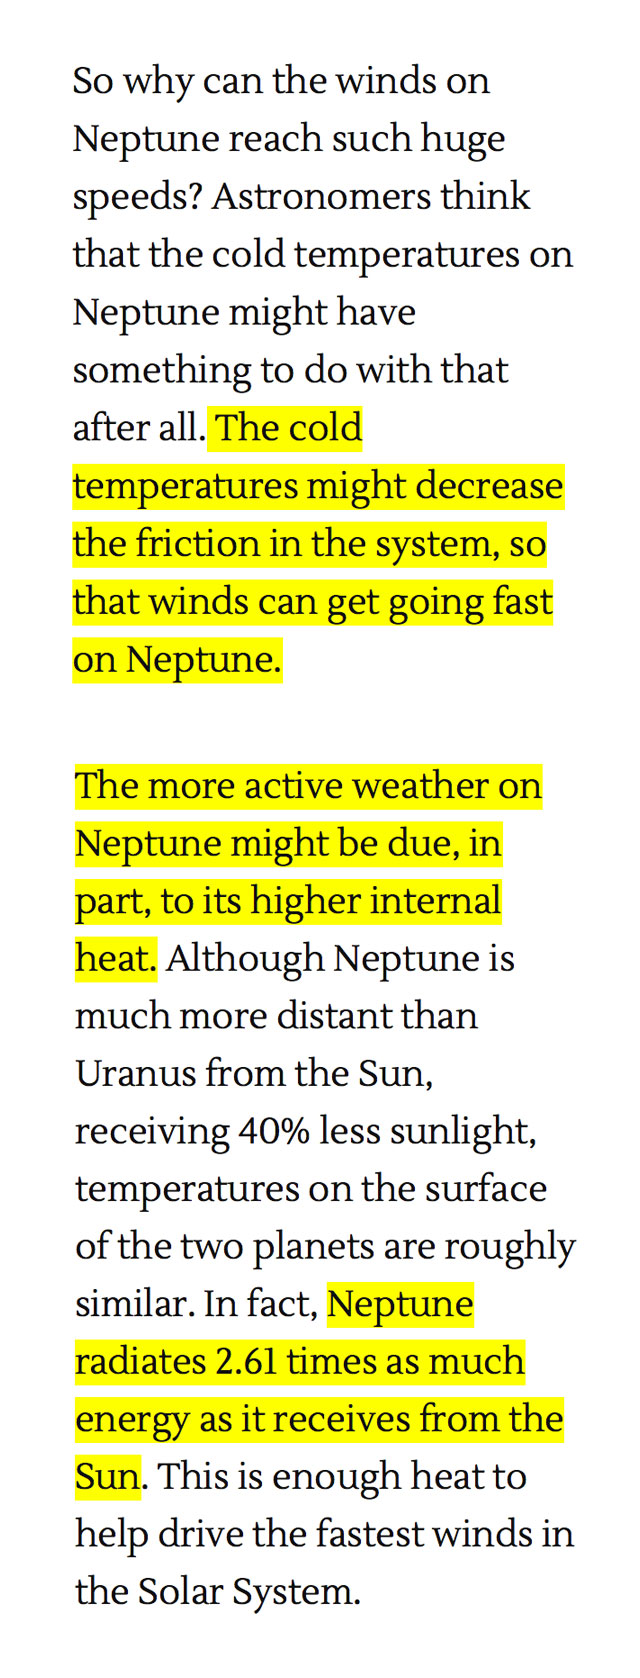 So why can the winds on
Neptune reach such huge
speeds? Astronomers think
that the cold temperatures on
Neptune might have
something to do with that
after all. The cold
temperatures might decrease
the friction in the system, so
that winds can get going fast
on Neptune.
The more active weather on
Neptune might be due, in
part, to its higher internal
heat. Although Neptune is
much more distant than
Uranus from the Sun,
receiving 40% less sunlight,
temperatures on the surface
of the two planets are roughly
similar. In fact, Neptune
radiates 2.61 times as much
energy as it receives from the
Sun. This is enough heat to
help drive the fastest winds in
the Solar System.